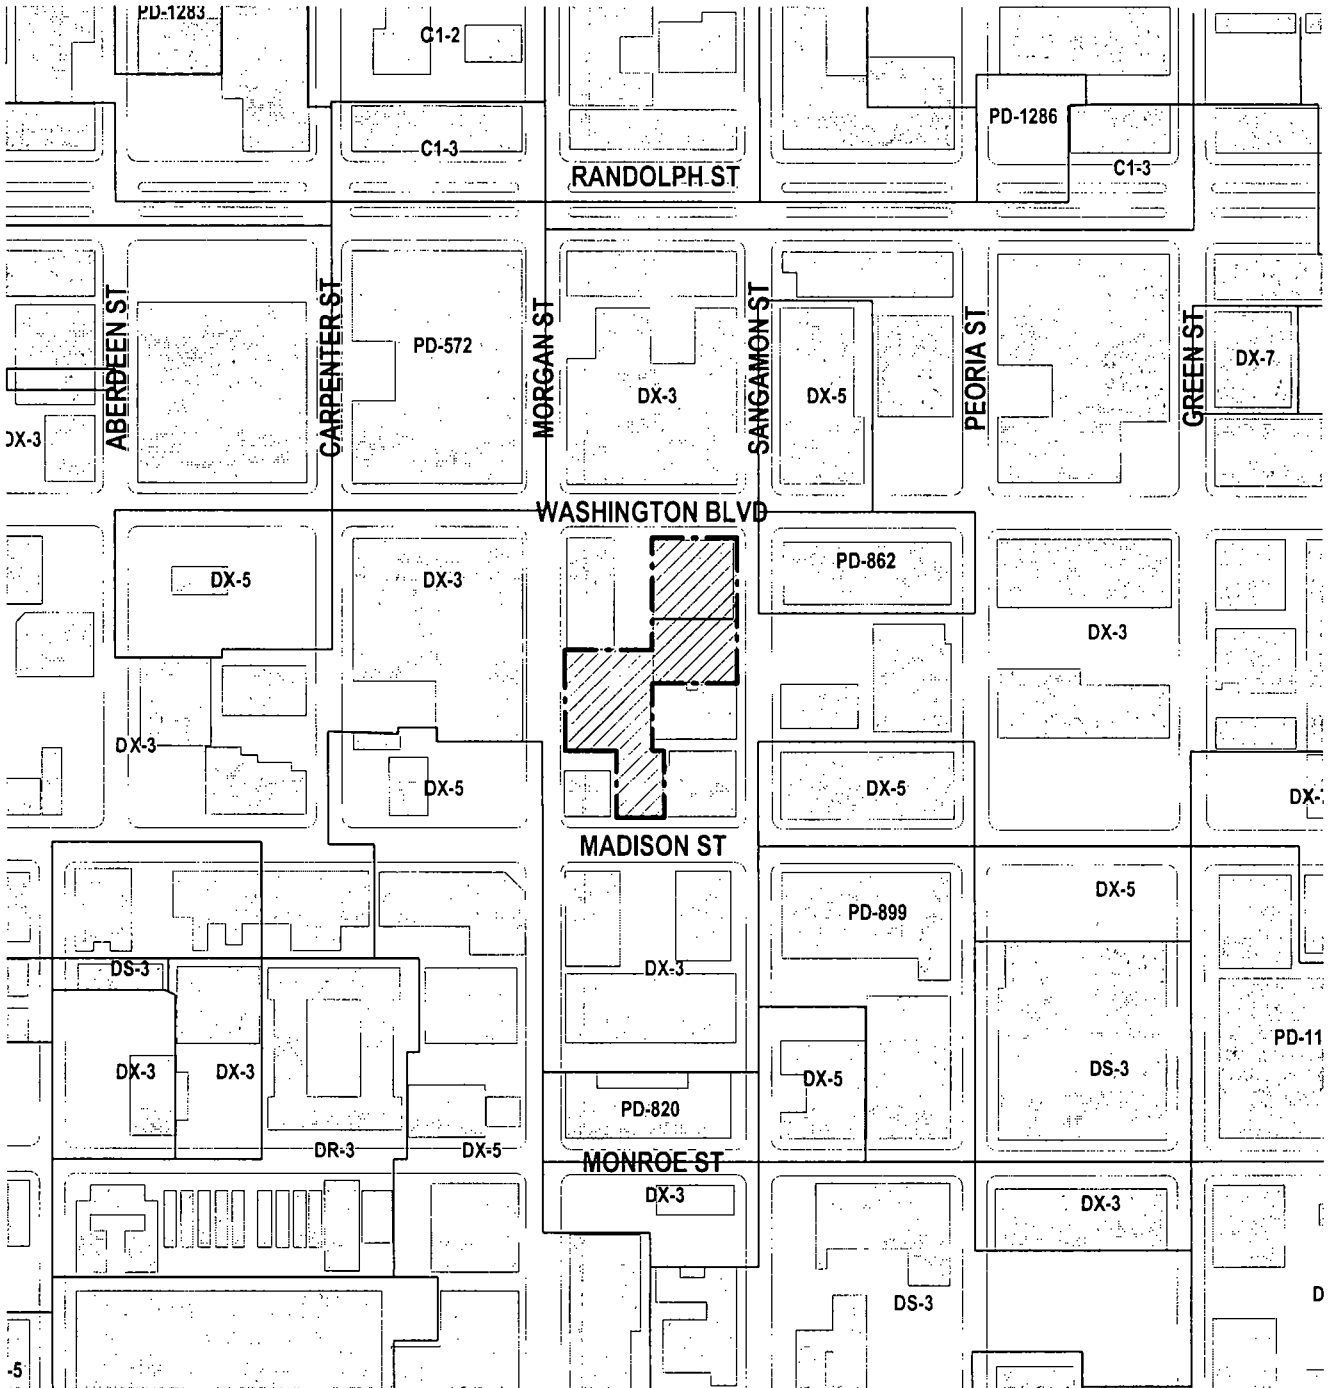 PD-1283
C1-2
PD-1286
C1-3
C1-3
RANDOLPH ST
ABERDEEN ST
CARPENTER ST
MORGAN ST
SANGAMON ST
PEORIA ST
GREEN ST
PD-572
DX-7
DX-3
DX-5
DX-3
WASHINGTON BLVD
PD-862
DX-5
DX-3
DX-3
DX-3
DX-5
DX-5
MADISON ST
DX-5
PD-899
DS-3
DX-3
PD-11
DX-3
DX-3
DX-5
DS-3
PD-820
DR-3
DX-5
MONROE ST
DX-3
DX-3
DS-3
-5